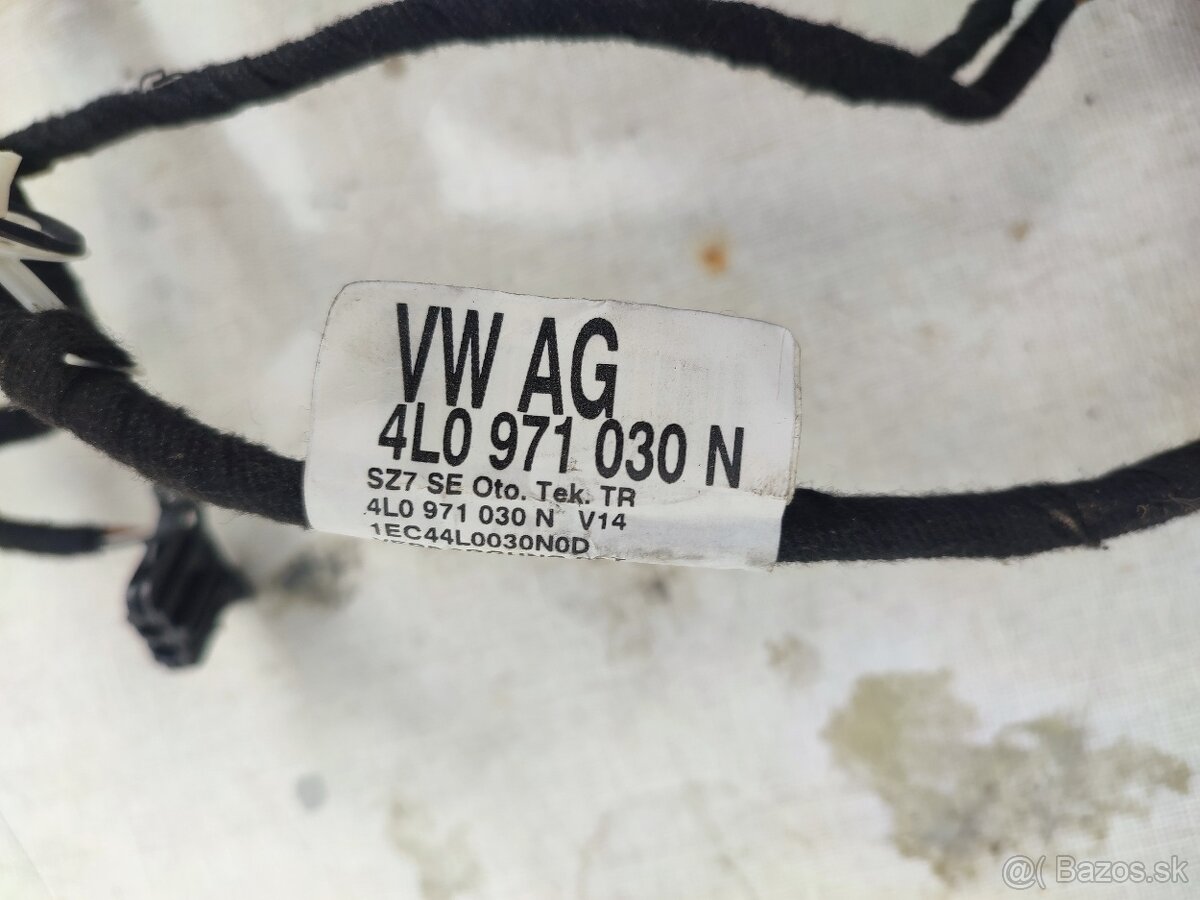 VW AG
4L0 971 030 N
SZ7 SE Oto. Tek. TR
4L0 971 030 N V14
1EC44L0030N0D
@( Bazos.sk